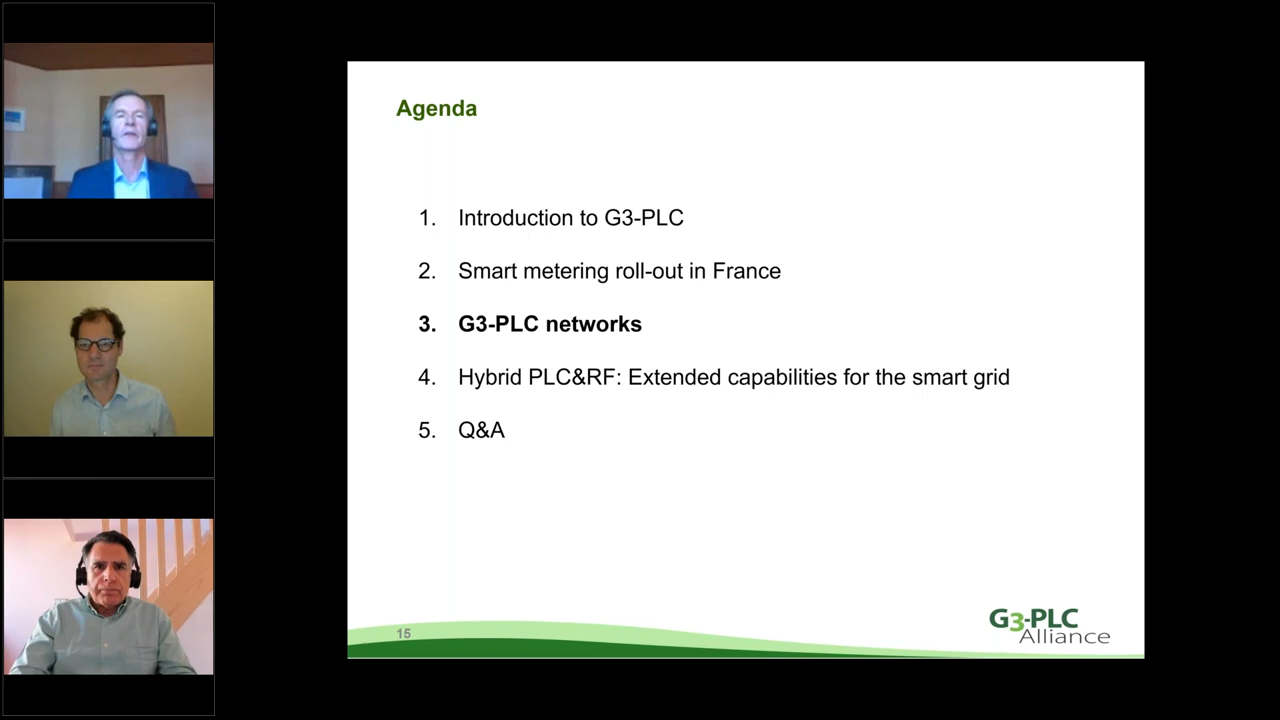 Agenda
1. Introduction to G3-PLC
2. Smart metering roll-out in France
3. G3-PLC networks
4. Hybrid PLC&RF: Extended capabilities for the smart grid
5. Q&A
15
G3-PLC
Alliance